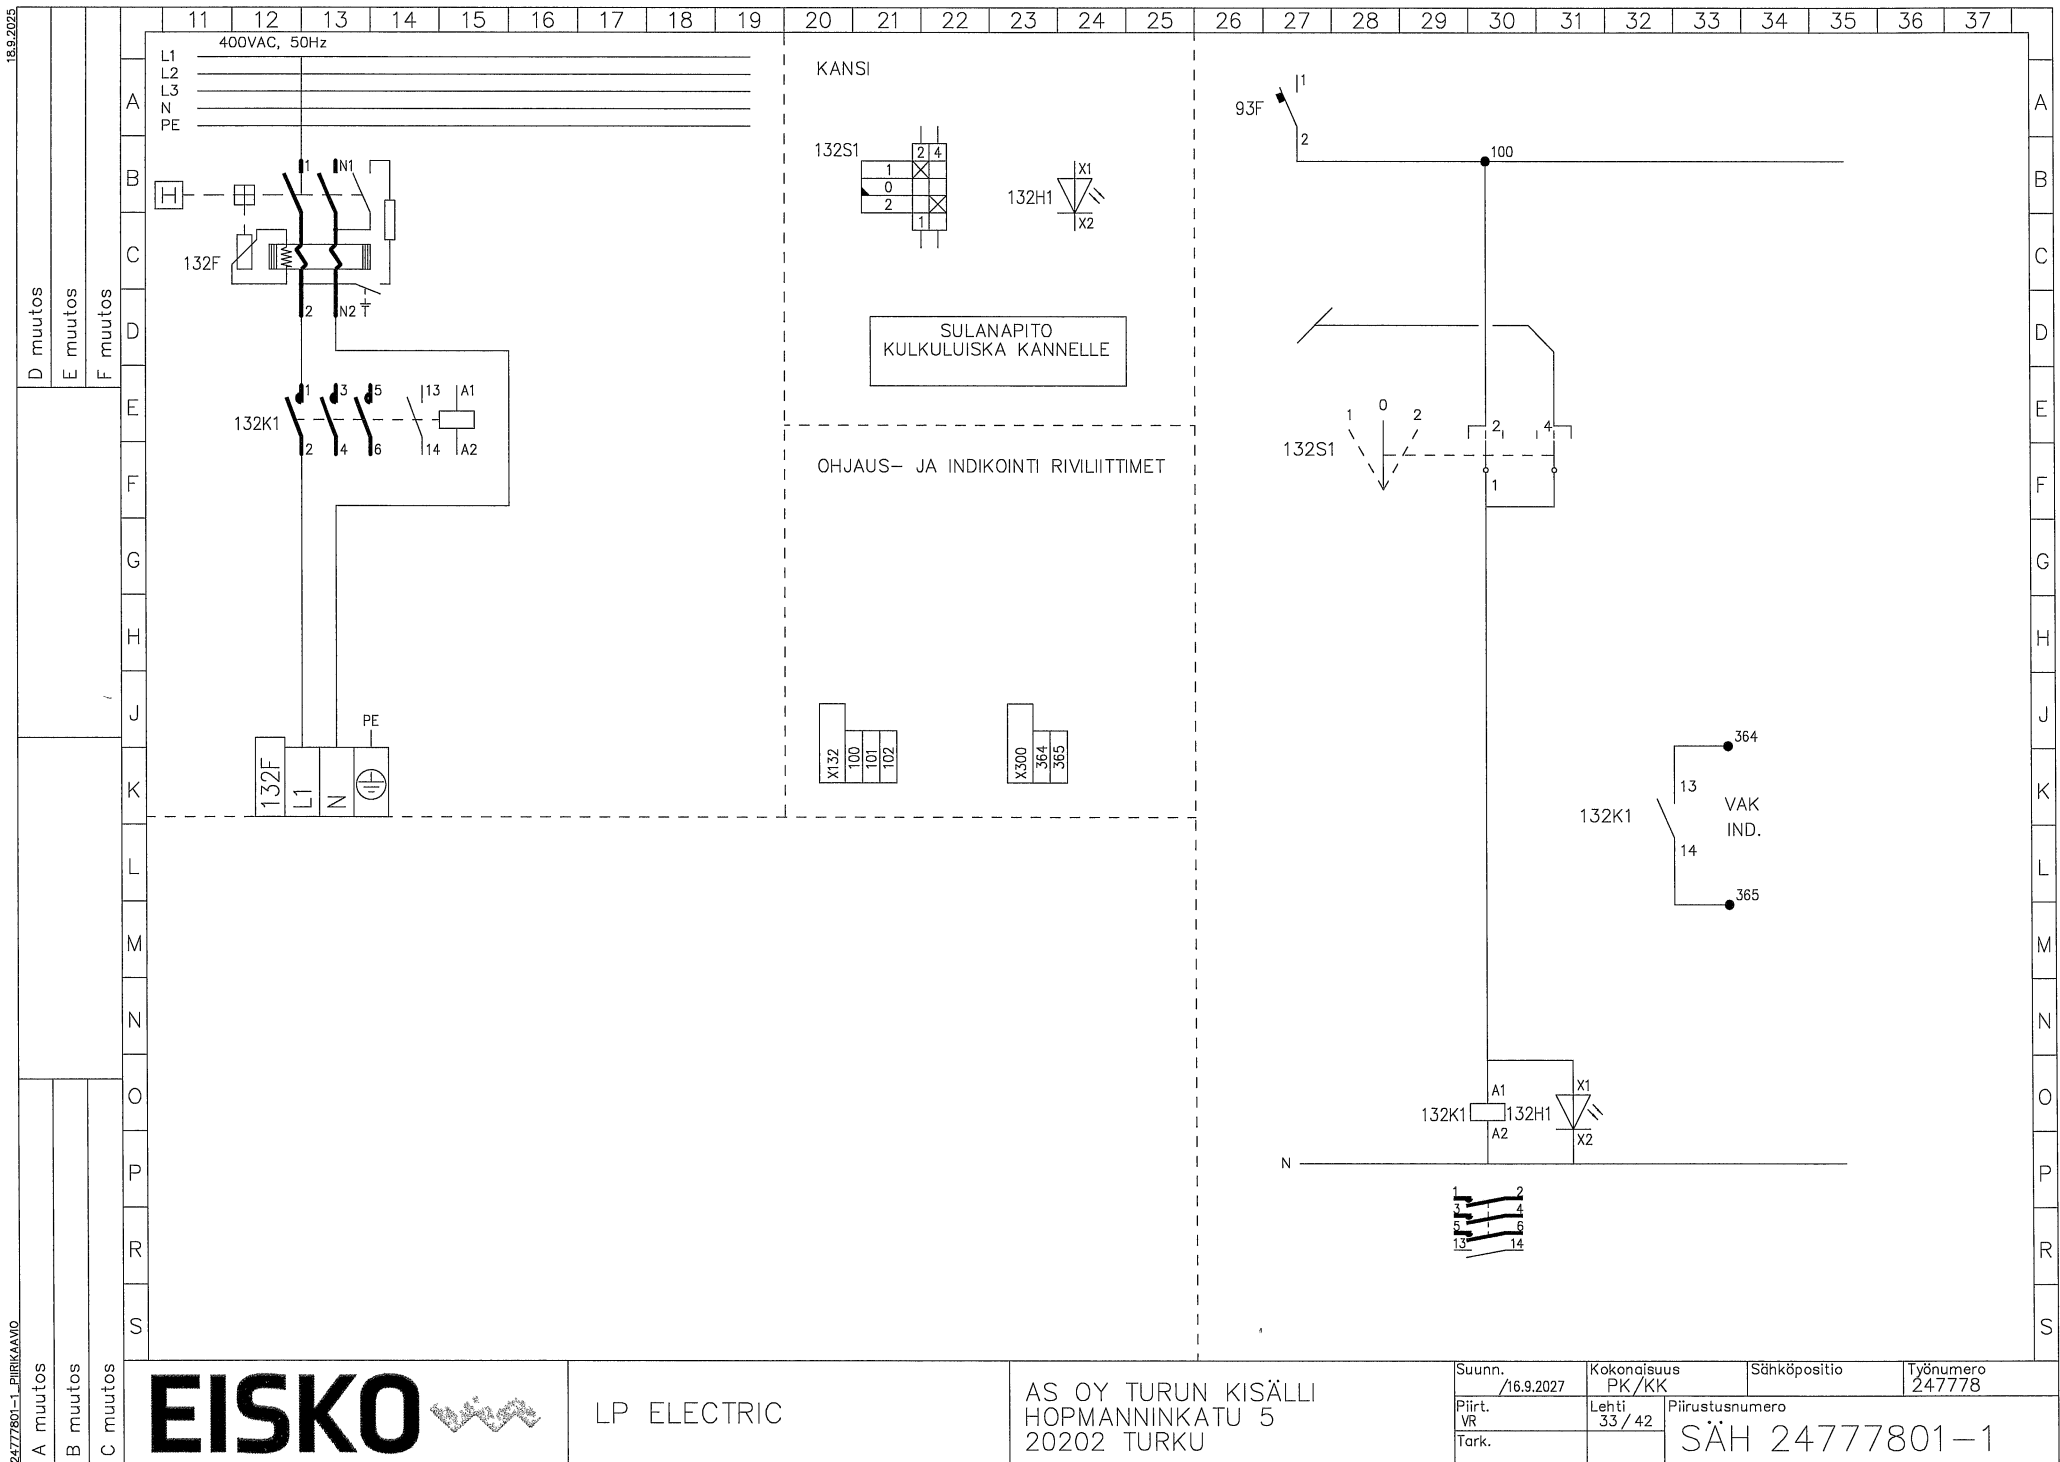 18.9.2025
11 12 13 14 15 16 17 18 19 20 21 22 23 24 25 26 27 28 29 30 31 32 33 34 35 36 37
400VAC, 50Hz
L1
L2
L3
N
PE
A
B
C
D
E
F
G
H
J
K
L
M
N
O
P
R
S
H
1
N1
132F
2
N2
132K1
1 3 5 13 A1
2 4 6 14 A2
PE
132F
L1
N
KANSI
132S1
2 4
1
0
2
1
132H1
X1
X2
SULANAPITO
KULKULUISKA KANNELLE
OHJAUS- JA INDIKOINTI RIVILIITTIMET
X132 100 101 102
X300 364 365
93F
1
2
100
1 0 2
132S1
2 4
1
364
13
132K1
VAK
IND.
14
365
A1
132K1
A2
X1
132H1
X2
N
1 2
3 4
5 6
13 14
A
B
C
D
E
F
G
H
J
K
L
M
N
O
P
R
S
D muutos
E muutos
F muutos
A muutos
B muutos
C muutos
24777801-1_PIIRIKAAVIO
EISKO
LP ELECTRIC
AS OY TURUN KISÄLLI
HOPMANNINKATU 5
20202 TURKU
Suunn.
/16.9.2027
Kokonaisuus
PK/KK
Sähköpositio
Työnumero
247778
Piirt.
VR
Lehti
33/42
Piirustusnumero
SÄH 24777801-1
Tark.